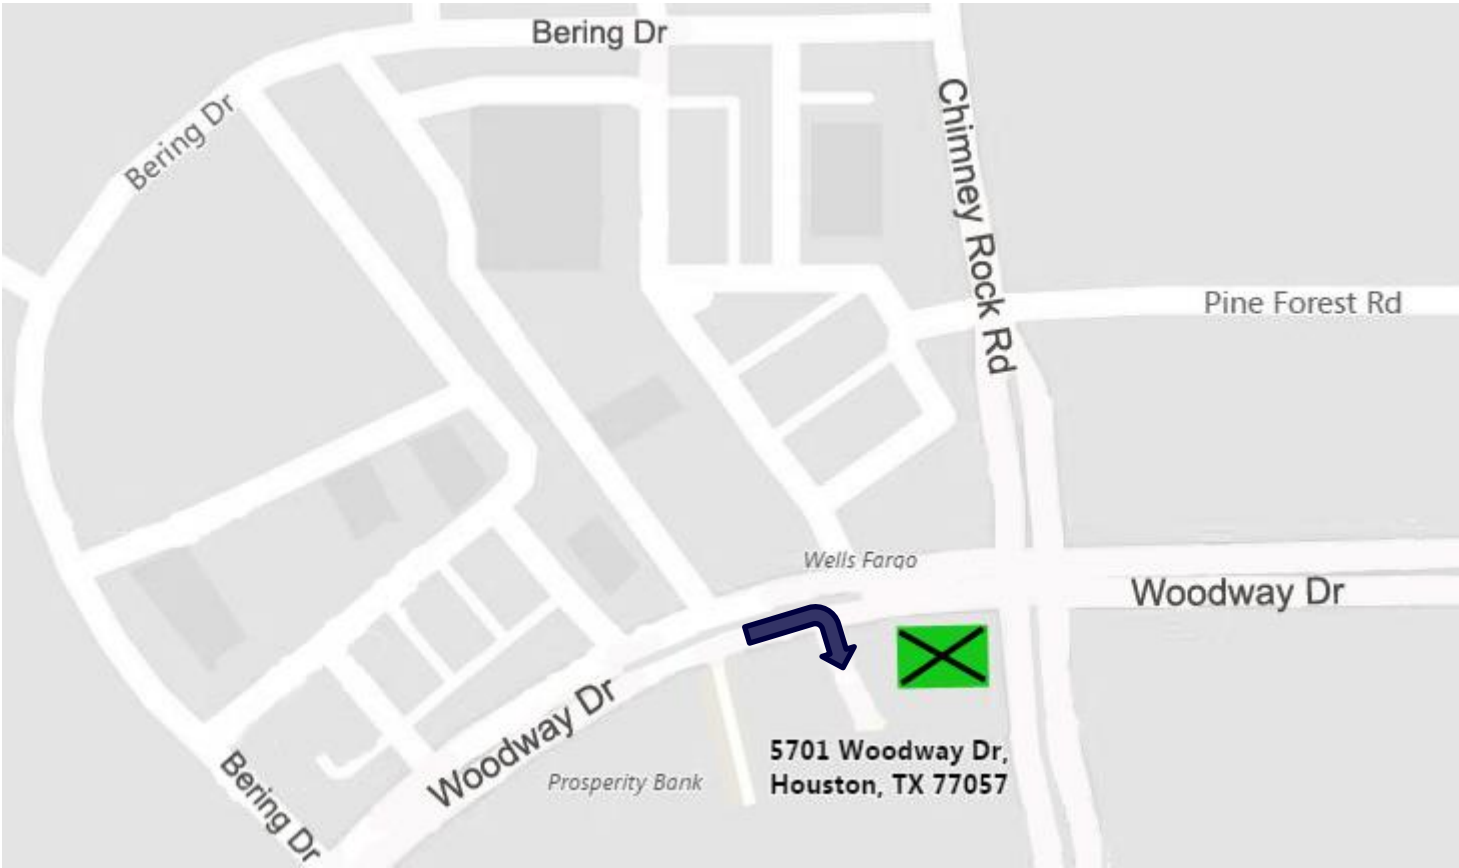 Bering Dr
Bering Dr
Chimney Rock Rd
Pine Forest Rd
Wells Fargo
Woodway Dr
Woodway Dr
5701 Woodway Dr,
Houston, TX 77057
Prosperity Bank
Bering Dr